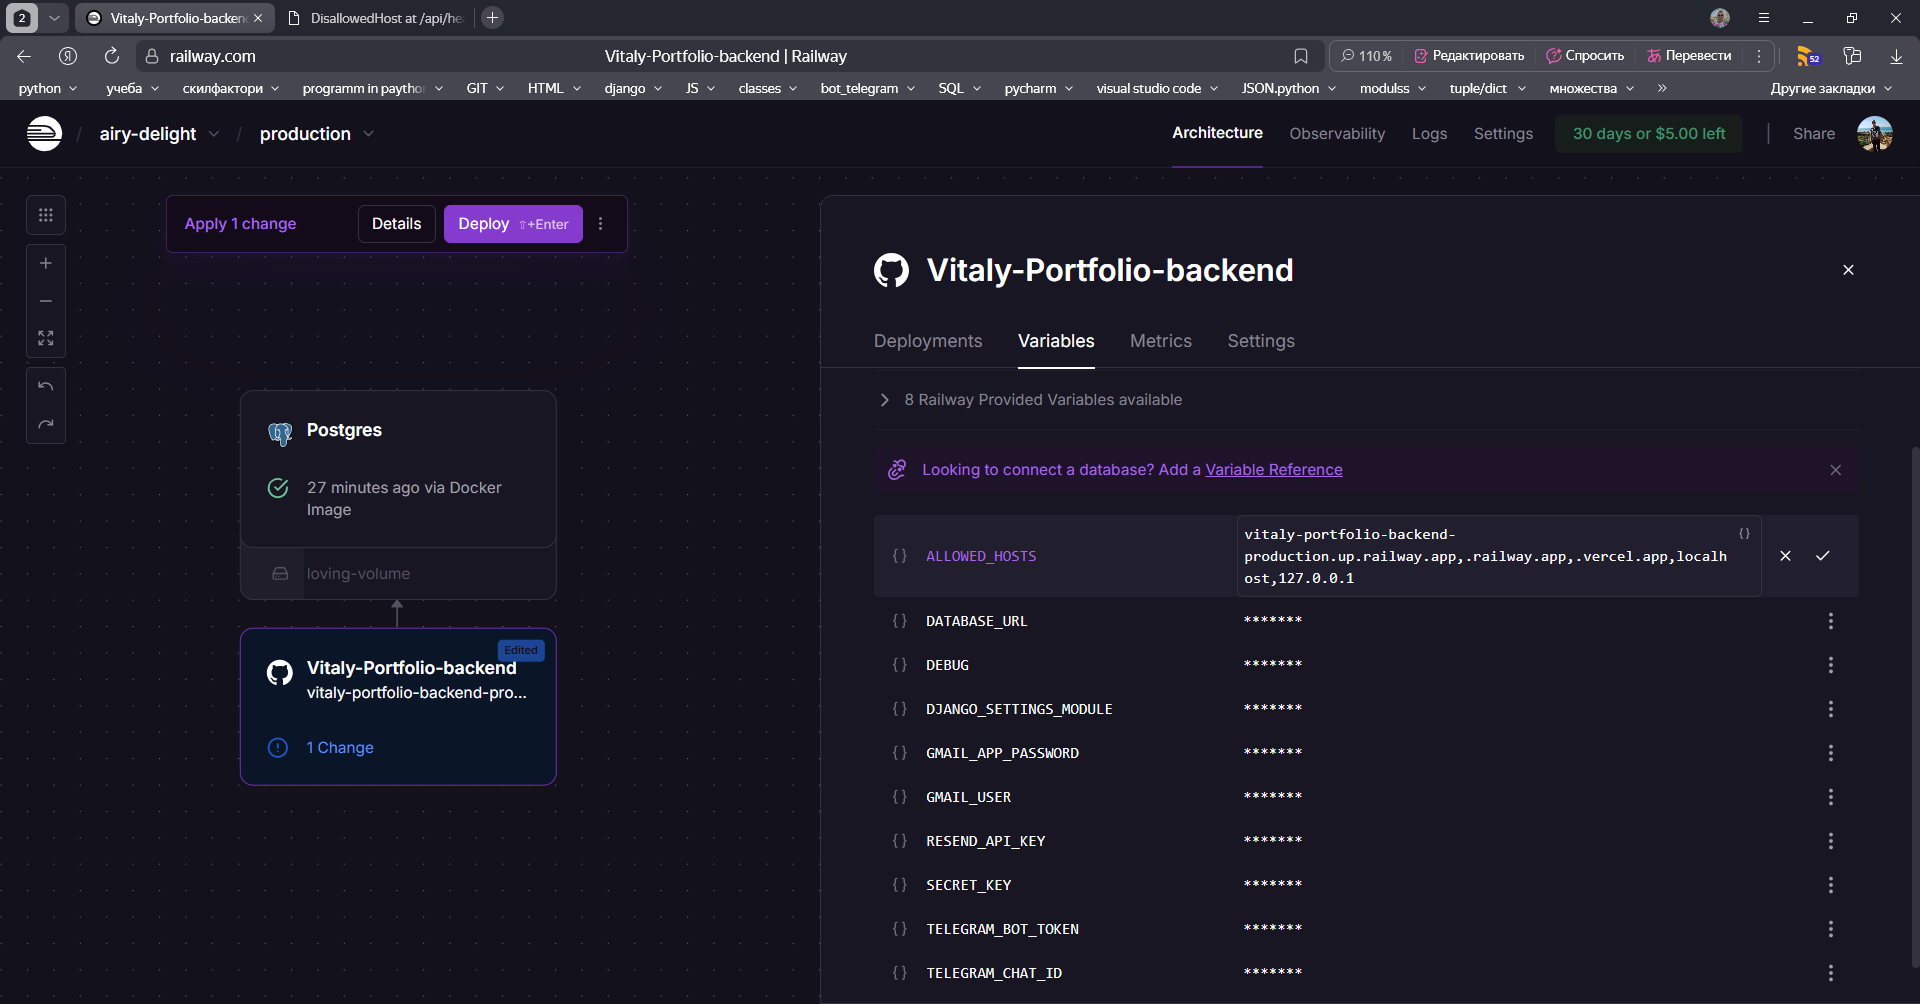 2
Vitaly-Portfolio-backend
DisallowedHost at /api/hea
railway.com
Vitaly-Portfolio-backend | Railway
110 %
Редактировать
Спросить
Перевести
52
python
учеба
скилфактори
programm in paython
GIT
HTML
django
JS
classes
bot_telegram
SQL
pycharm
visual studio code
JSON.python
modulss
tuple/dict
множества
Другие закладки
/ airy-delight / production
Architecture
Observability
Logs
Settings
30 days or $5.00 left
Share
Apply 1 change
Details
Deploy ⇧+Enter
Postgres
27 minutes ago via Docker
Image
loving-volume
Edited
Vitaly-Portfolio-backend
vitaly-portfolio-backend-pro...
1 Change
Vitaly-Portfolio-backend
Deployments
Variables
Metrics
Settings
8 Railway Provided Variables available
Looking to connect a database? Add a Variable Reference
{} ALLOWED_HOSTS
vitaly-portfolio-backend-
production.up.railway.app,.railway.app,.vercel.app,localh
ost,127.0.0.1
{}
{} DATABASE_URL *******
{} DEBUG *******
{} DJANGO_SETTINGS_MODULE *******
{} GMAIL_APP_PASSWORD *******
{} GMAIL_USER *******
{} RESEND_API_KEY *******
{} SECRET_KEY *******
{} TELEGRAM_BOT_TOKEN *******
{} TELEGRAM_CHAT_ID *******